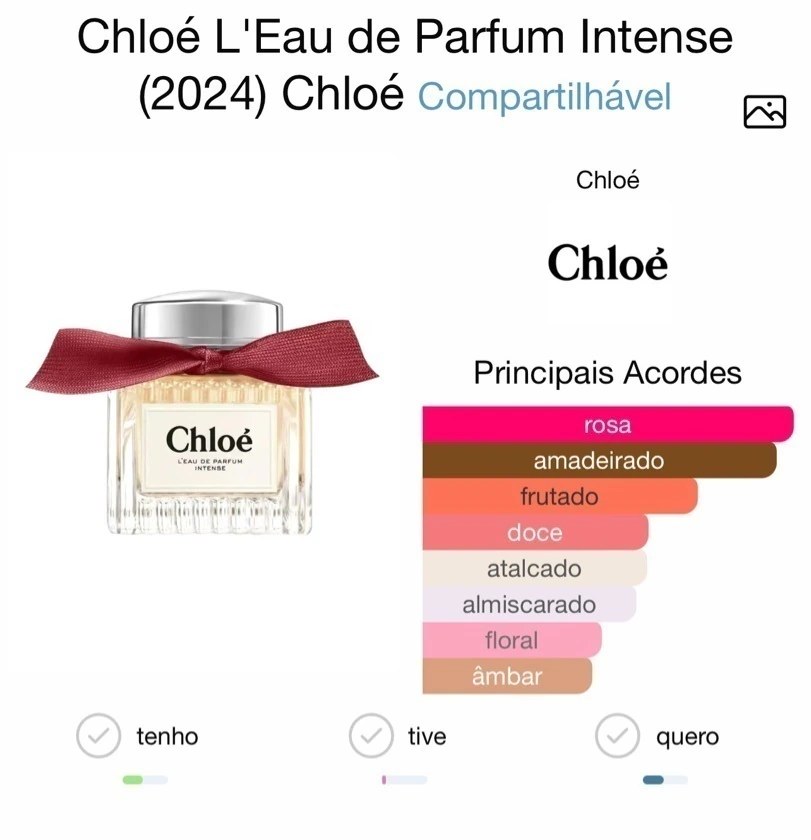 Chloé L'Eau de Parfum Intense
(2024) Chloé Compartilhável
Chloé
Chloé
Principais Acordes
rosa
amadeirado
frutado
doce
atalcado
almiscarado
floral
âmbar
Chloé
L'EAU DE PARFUM
INTENSE
tenho
tive
quero